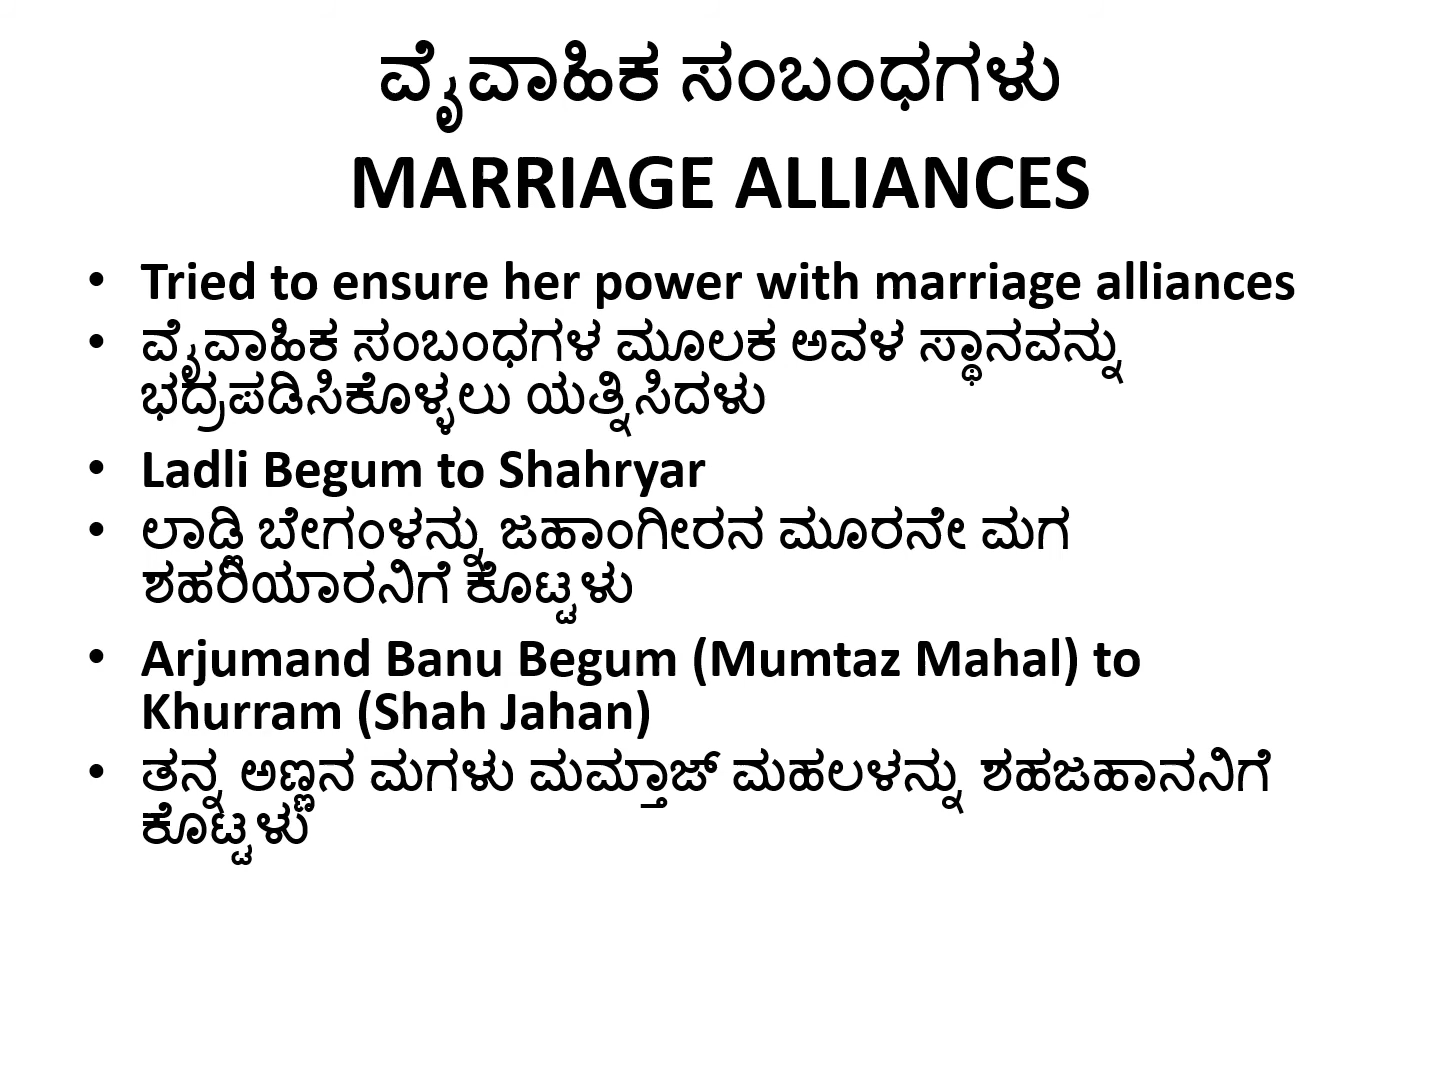 ವೈವಾಹಿಕ ಸಂಬಂಧಗಳು
MARRIAGE ALLIANCES
• Tried to ensure her power with marriage alliances
• ವೈವಾಹಿಕ ಸಂಬಂಧಗಳ ಮೂಲಕ ಅವಳ ಸ್ಥಾನವನ್ನು
ಭದ್ರಪಡಿಸಿಕೊಳ್ಳಲು ಯತ್ನಿಸಿದಳು
• Ladli Begum to Shahryar
• ಲಾಡ್ಲಿ ಬೇಗಂಳನ್ನು ಜಹಾಂಗೀರನ ಮೂರನೇ ಮಗ
ಶಹರಿಯಾರನಿಗೆ ಕೊಟ್ಟಳು
• Arjumand Banu Begum (Mumtaz Mahal) to
Khurram (Shah Jahan)
• ತನ್ನ ಅಣ್ಣನ ಮಗಳು ಮಮ್ತಾಜ್ ಮಹಲಳನ್ನು ಶಹಜಹಾನನಿಗೆ
ಕೊಟ್ಟಳು